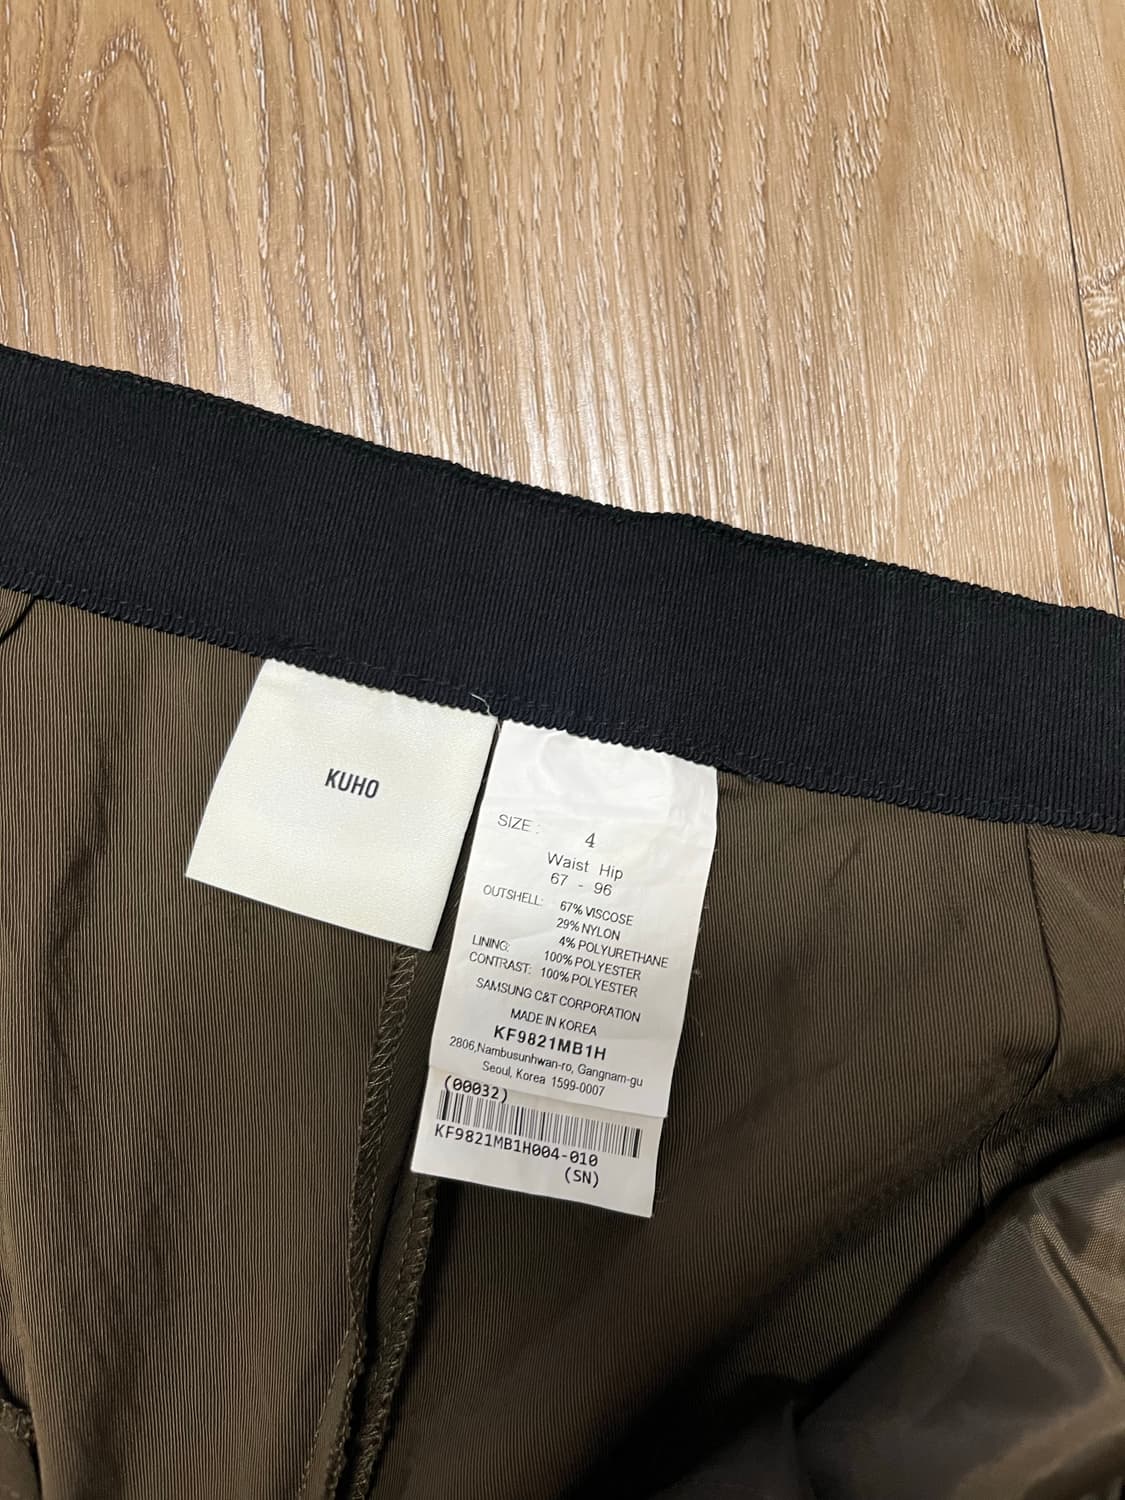 KUHO
SIZE : 4
Waist Hip
67 - 96
OUTSHELL: 67% VISCOSE
29% NYLON
4% POLYURETHANE
LINING: 100% POLYESTER
CONTRAST: 100% POLYESTER
SAMSUNG C&T CORPORATION
MADE IN KOREA
KF9821MB1H
2806,Nambusunhwan-ro, Gangnam-gu
Seoul, Korea 1599-0007
(00032)
KF9821MB1H004-010
(SN)